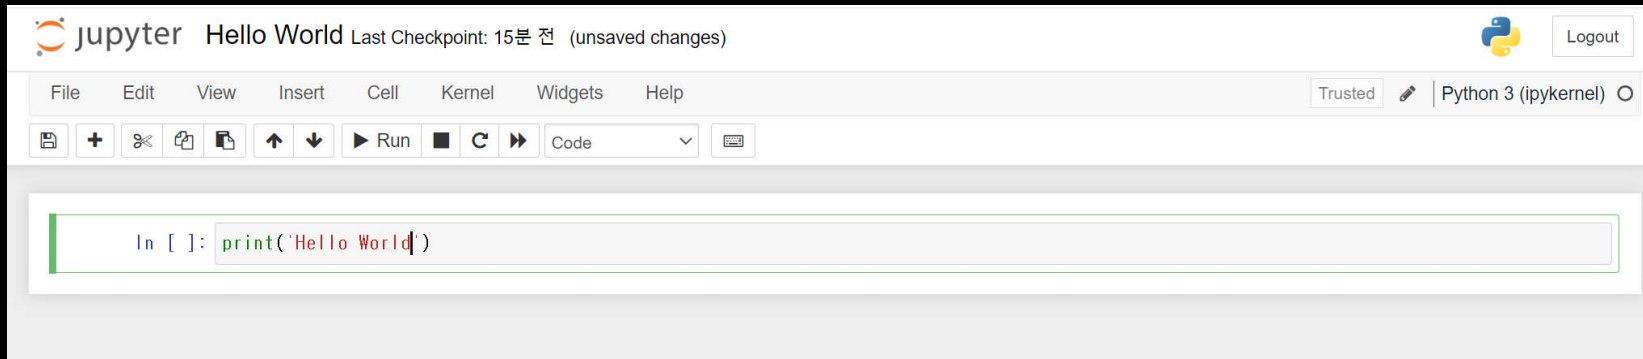 jupyter Hello World Last Checkpoint: 15분 전 (unsaved changes) Logout
File Edit View Insert Cell Kernel Widgets Help Trusted Python 3 (ipykernel)
Run Code
In [ ]: print('Hello World')